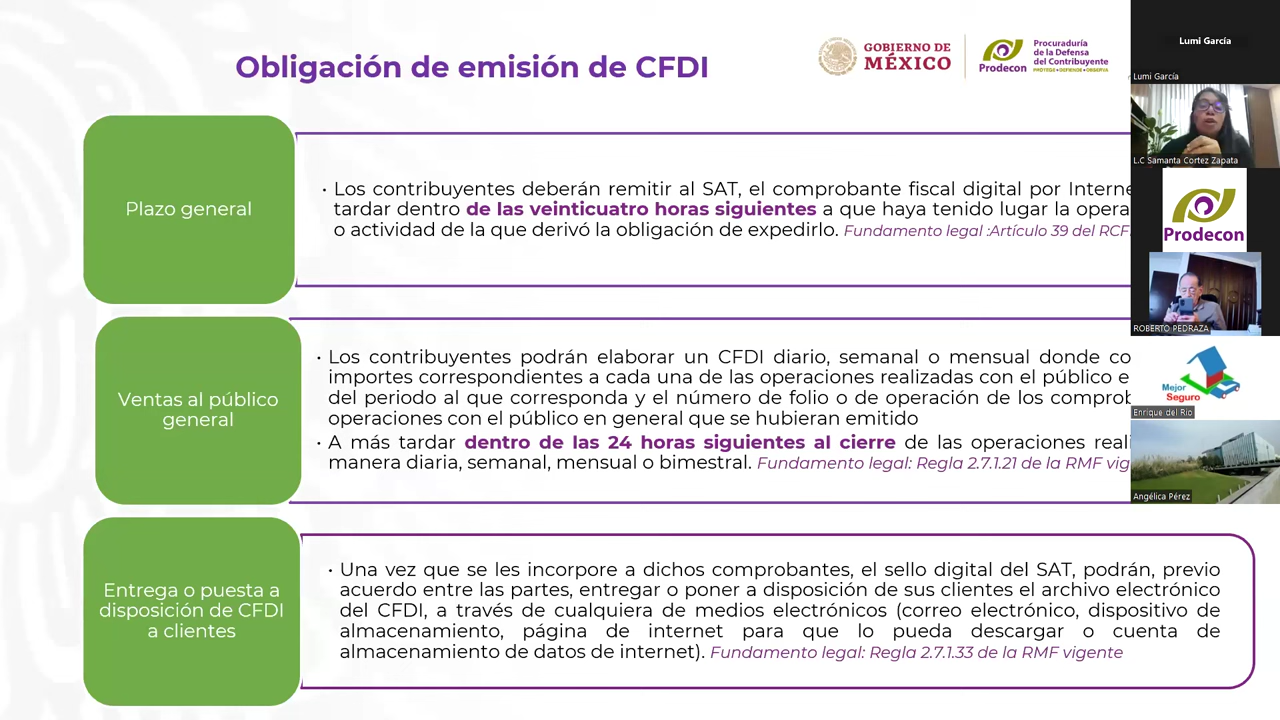 Obligación de emisión de CFDI
GOBIERNO DE
MÉXICO
Prodecon
Procuraduría
de la Defensa
del Contribuyente
PROTEGE • DEFIENDE • OBSERVA
Plazo general
• Los contribuyentes deberán remitir al SAT, el comprobante fiscal digital por
tardar dentro de las veinticuatro horas siguientes a que haya tenido lugar la
o actividad de la que derivó la obligación de expedirlo. Fundamento legal :Artículo 39 del
Ventas al público
general
• Los contribuyentes podrán elaborar un CFDI diario, semanal o mensual donde
importes correspondientes a cada una de las operaciones realizadas con el público
del periodo al que corresponda y el número de folio o de operación de los
operaciones con el público en general que se hubieran emitido
• A más tardar dentro de las 24 horas siguientes al cierre de las operaciones
manera diaria, semanal, mensual o bimestral. Fundamento legal: Regla 2.7.1.21 de la RMF
Entrega o puesta a
disposición de CFDI
a clientes
• Una vez que se les incorpore a dichos comprobantes, el sello digital del SAT, podrán, previo
acuerdo entre las partes, entregar o poner a disposición de sus clientes el archivo electrónico
del CFDI, a través de cualquiera de medios electrónicos (correo electrónico, dispositivo de
almacenamiento, página de internet para que lo pueda descargar o cuenta de
almacenamiento de datos de internet). Fundamento legal: Regla 2.7.1.33 de la RMF vigente
Lumi García
Lumi García
L.C Samanta Cortez Zapata
Prodecon
ROBERTO PEDRAZA
Mejor
Seguro
Enrique del Río
Angélica Pérez